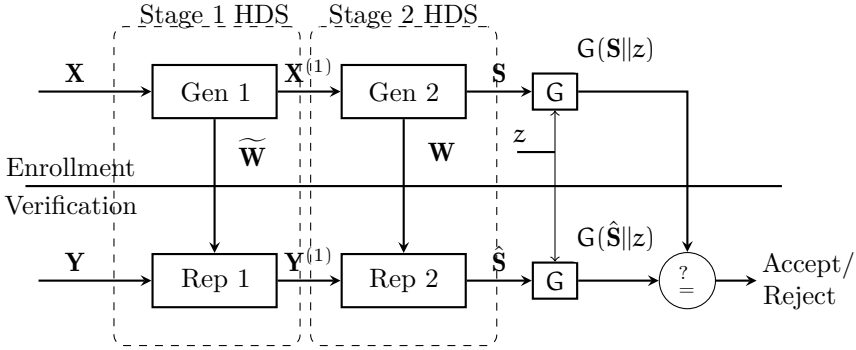 Stage 1 HDS Stage 2 HDS
G(S||z)
X Gen 1 X⁽¹⁾ Gen 2 S G
z
W̃ W
Enrollment
Verification
G(Ŝ||z)
Y Rep 1 Y⁽¹⁾ Rep 2 Ŝ G ?
= Accept/
Reject